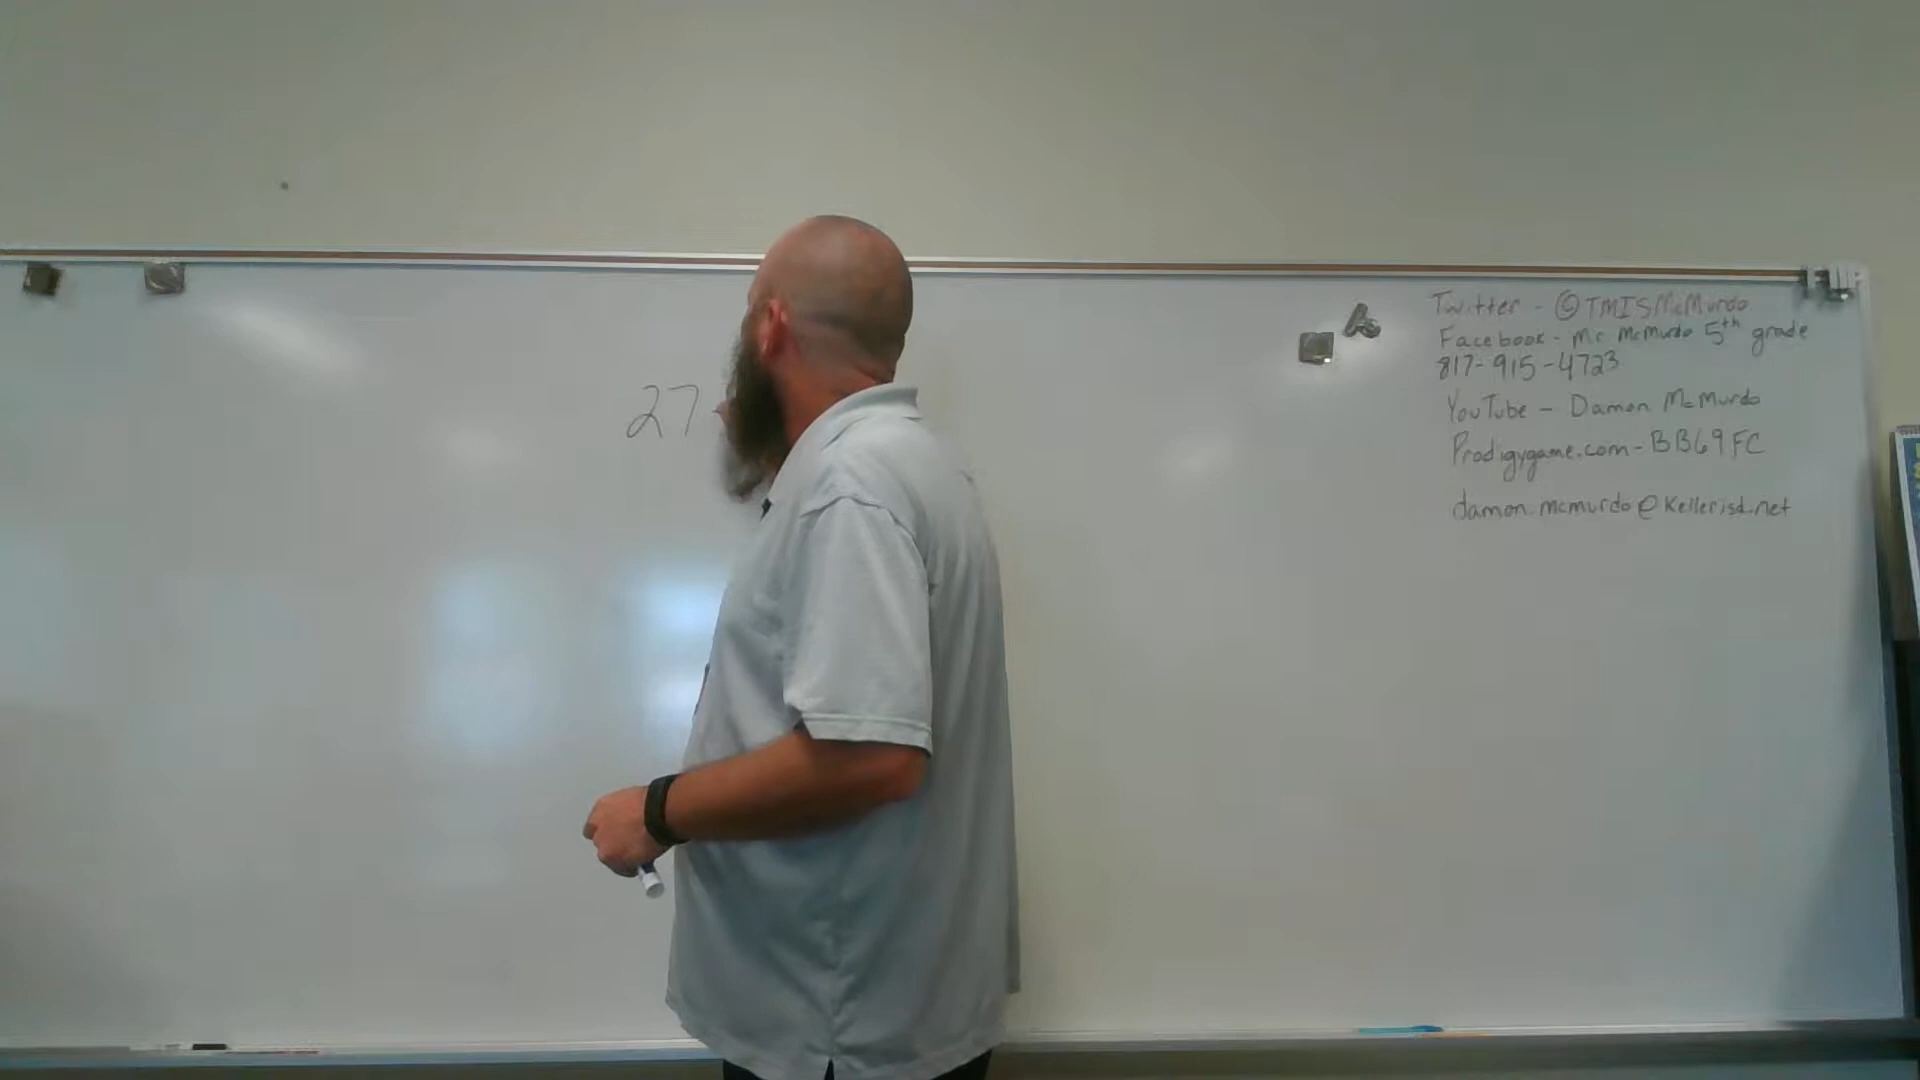 27
Twitter - @TMISMcMurdo
Facebook - Mr McMurdo 5th grade
817-915-4723
YouTube - Damon McMurdo
Prodigygame.com - BB69FC
damon.mcmurdo@kellerisd.net